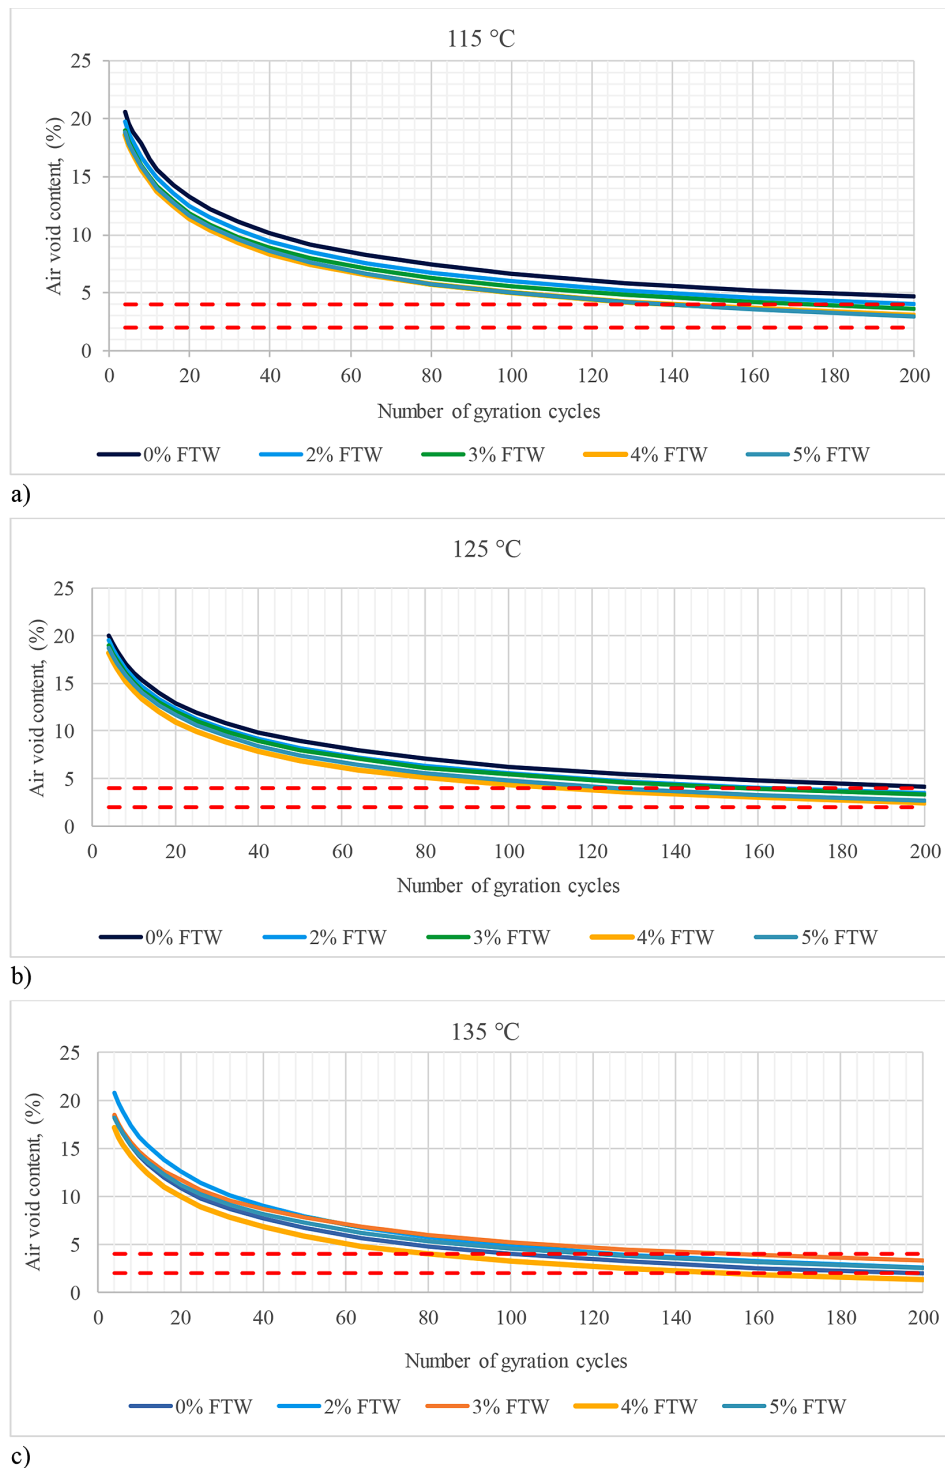 115 °C
25
20
15
10
5
0
Air void content, (%)
0 20 40 60 80 100 120 140 160 180 200
Number of gyration cycles
0% FTW 2% FTW 3% FTW 4% FTW 5% FTW
a)
125 °C
25
20
15
10
5
0
Air void content, (%)
0 20 40 60 80 100 120 140 160 180 200
Number of gyration cycles
0% FTW 2% FTW 3% FTW 4% FTW 5% FTW
b)
135 °C
25
20
15
10
5
0
Air void content, (%)
0 20 40 60 80 100 120 140 160 180 200
Number of gyration cycles
0% FTW 2% FTW 3% FTW 4% FTW 5% FTW
c)